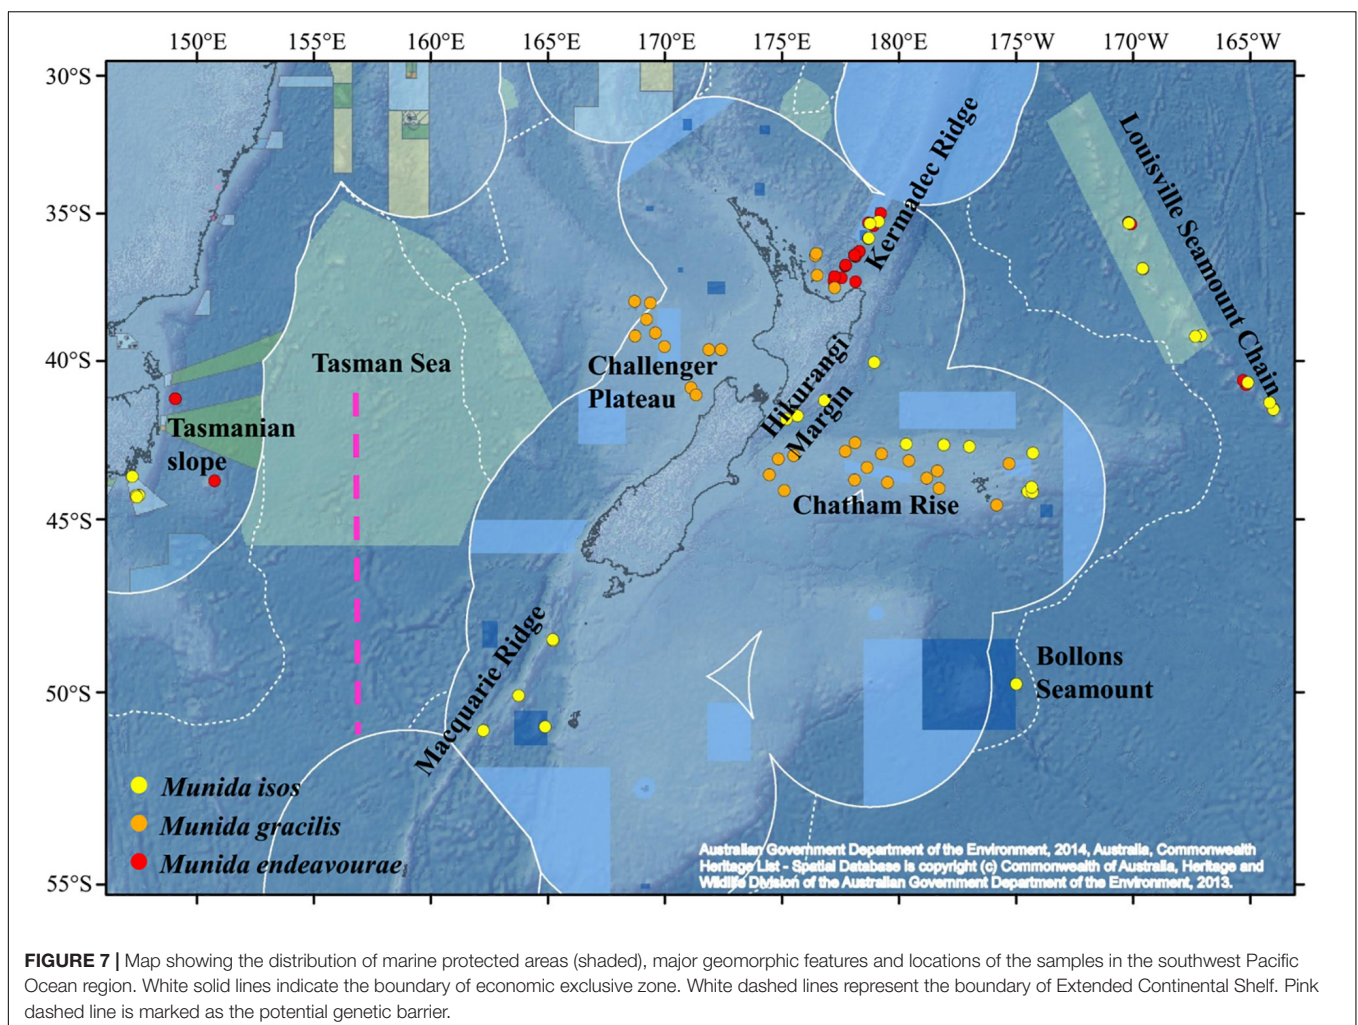 150°E 155°E 160°E 165°E 170°E 175°E 180°E 175°W 170°W 165°W
30°S
35°S
40°S
45°S
50°S
55°S
Kermadec Ridge
Louisville Seamount Chain
Tasman Sea
Challenger
Plateau
Hikurangi
Margin
Tasmanian
slope
Chatham Rise
Macquarie Ridge
Bollons
Seamount
Munida isos
Munida gracilis
Munida endeavourae
Australian Government Department of the Environment, 2014, Australia, Commonwealth
Heritage List - Spatial Database is copyright (c) Commonwealth of Australia, Heritage and
Wildlife Division of the Australian Government Department of the Environment, 2013.
FIGURE 7 | Map showing the distribution of marine protected areas (shaded), major geomorphic features and locations of the samples in the southwest Pacific
Ocean region. White solid lines indicate the boundary of economic exclusive zone. White dashed lines represent the boundary of Extended Continental Shelf. Pink
dashed line is marked as the potential genetic barrier.